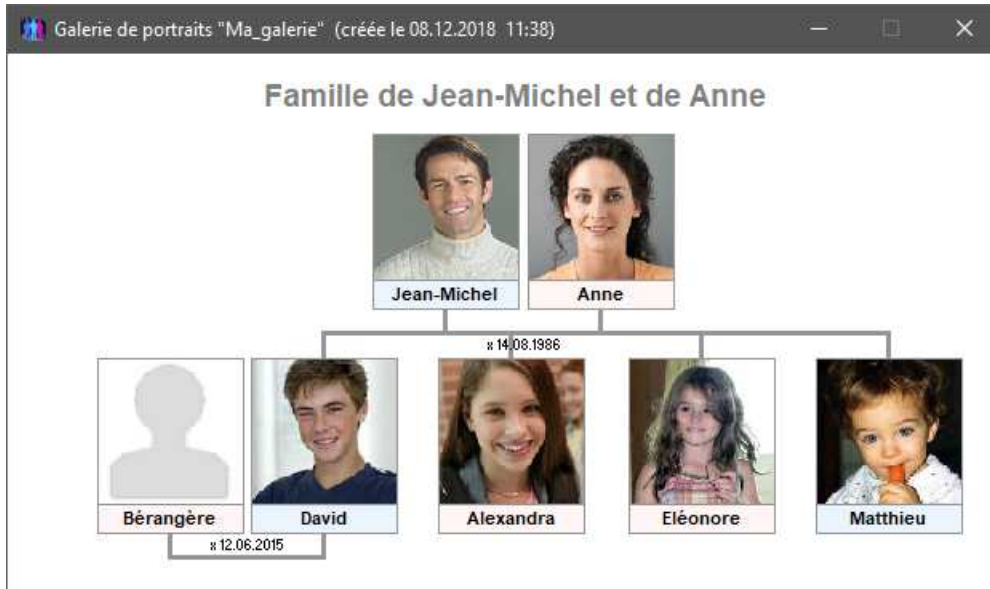 Galerie de portraits "Ma_galerie" (créée le 08.12.2018 11:38)
Famille de Jean-Michel et de Anne
Jean-Michel
Anne
x 14.08.1986
Bérangère
David
Alexandra
Eléonore
Matthieu
x 12.06.2015